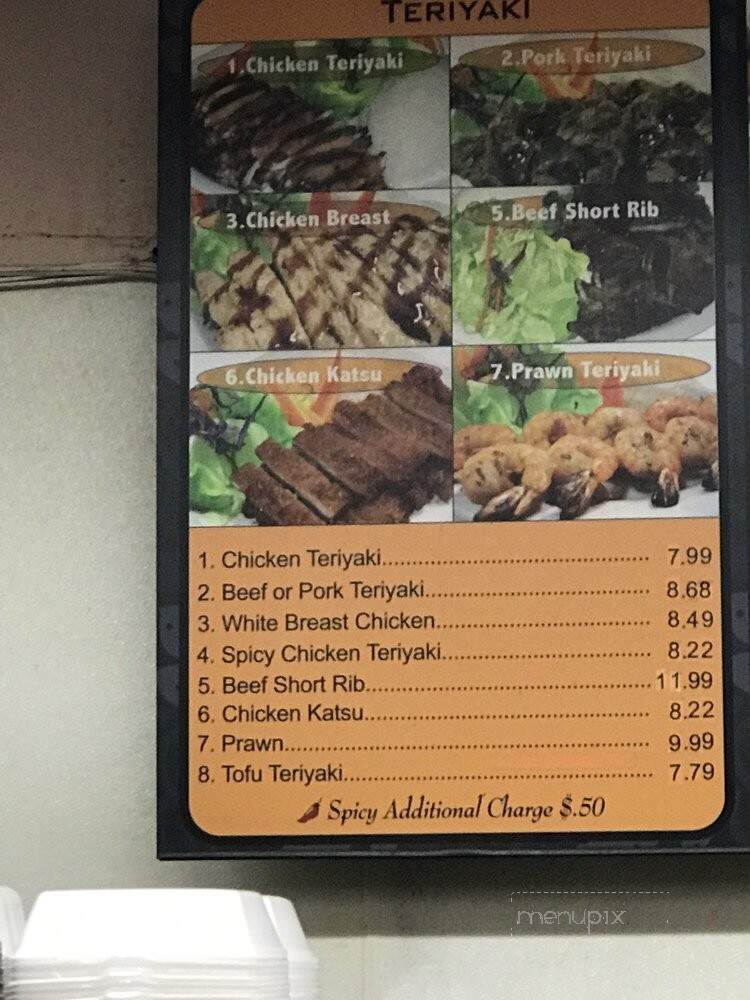 TERIYAKI
1.Chicken Teriyaki
2.Pork Teriyaki
3.Chicken Breast
5.Beef Short Rib
6.Chicken Katsu
7.Prawn Teriyaki
1. Chicken Teriyaki............................................ 7.99
2. Beef or Pork Teriyaki..................................... 8.68
3. White Breast Chicken................................... 8.49
4. Spicy Chicken Teriyaki.................................. 8.22
5. Beef Short Rib............................................... 11.99
6. Chicken Katsu............................................... 8.22
7. Prawn............................................................ 9.99
8. Tofu Teriyaki................................................... 7.79
Spicy Additional Charge $.50
menupix